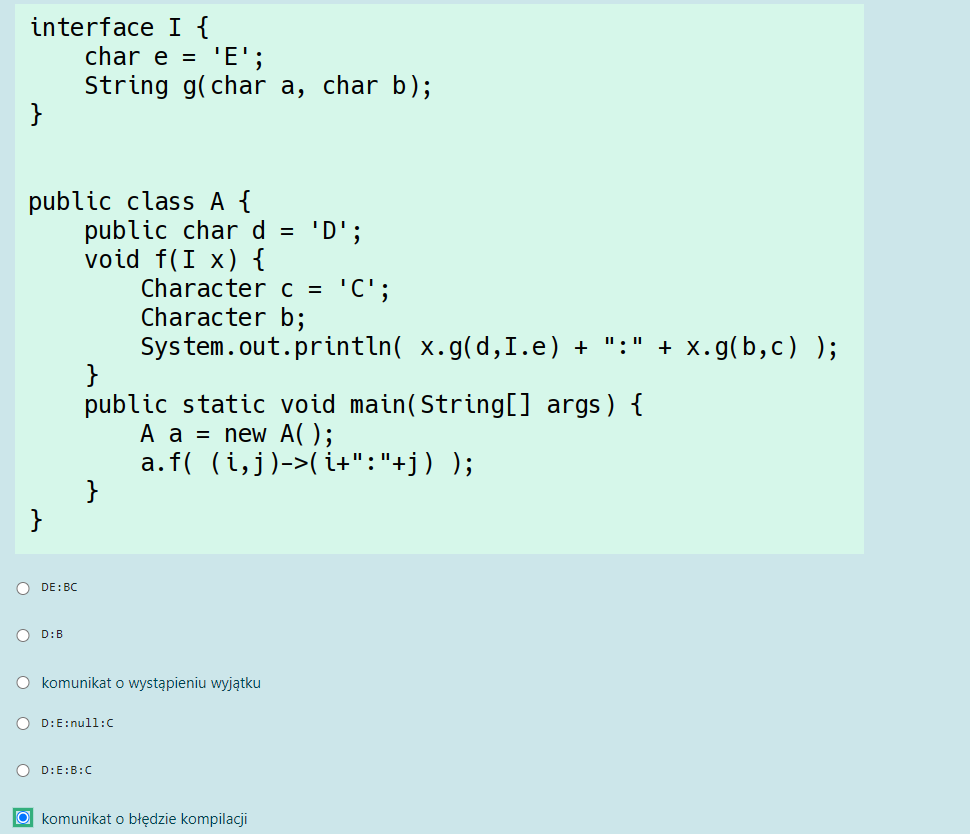 interface I {
    char e = 'E';
    String g(char a, char b);
}
public class A {
    public char d = 'D';
    void f(I x) {
        Character c = 'C';
        Character b;
        System.out.println( x.g(d,I.e) + ":" + x.g(b,c) );
    }
    public static void main(String[] args) {
        A a = new A();
        a.f( (i,j)->(i+":"+j) );
    }
}
DE:BC
D:B
komunikat o wystąpieniu wyjątku
D:E:null:C
D:E:B:C
komunikat o błędzie kompilacji